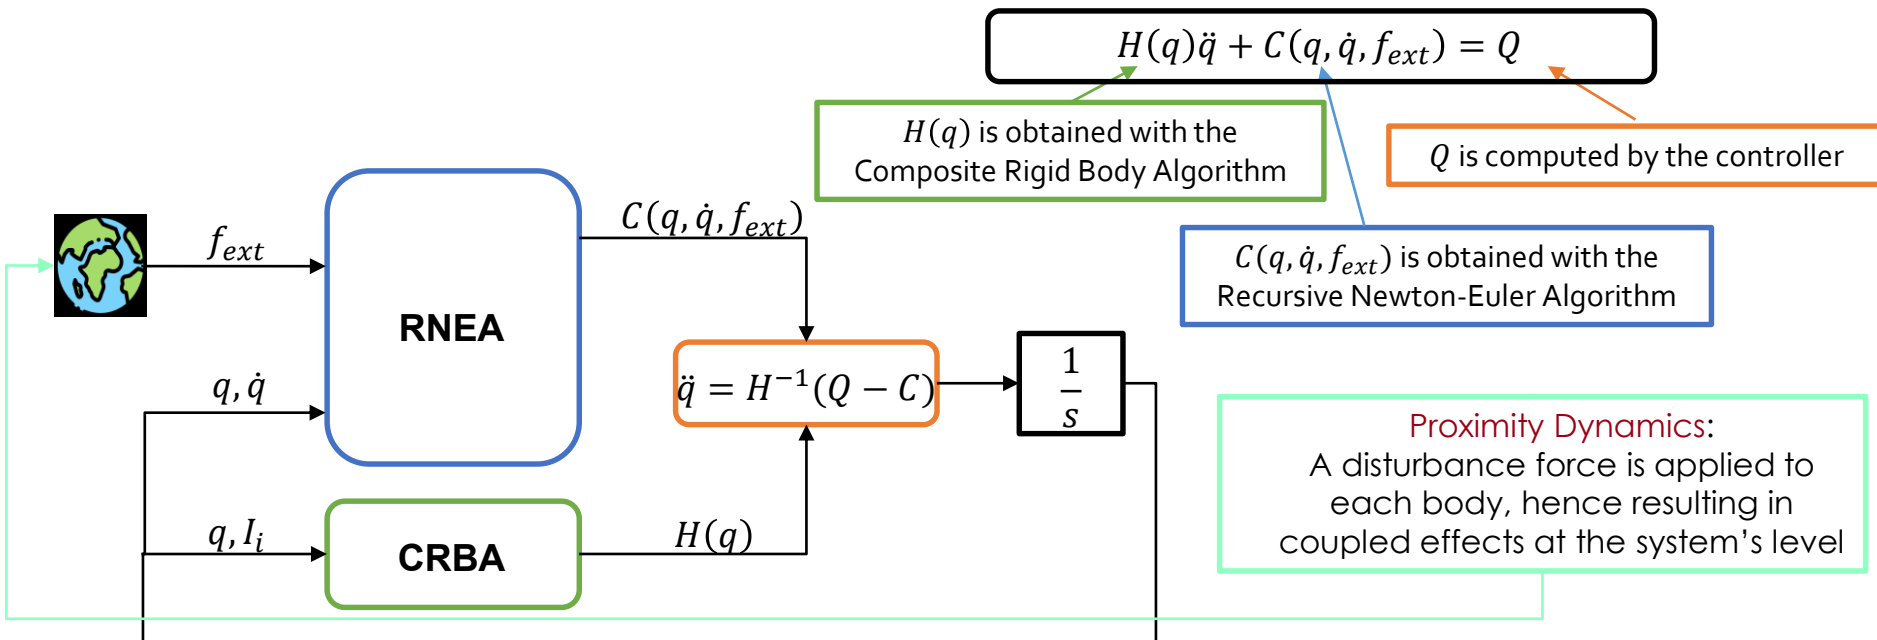 H(q)q̈ + C(q, q̇, f_ext) = Q
H(q) is obtained with the
Composite Rigid Body Algorithm
Q is computed by the controller
C(q, q̇, f_ext) is obtained with the
Recursive Newton-Euler Algorithm
f_ext
RNEA
C(q, q̇, f_ext)
q, q̇
q̈ = H⁻¹(Q − C)
1
s
q, I_i
CRBA
H(q)
Proximity Dynamics:
A disturbance force is applied to
each body, hence resulting in
coupled effects at the system’s level